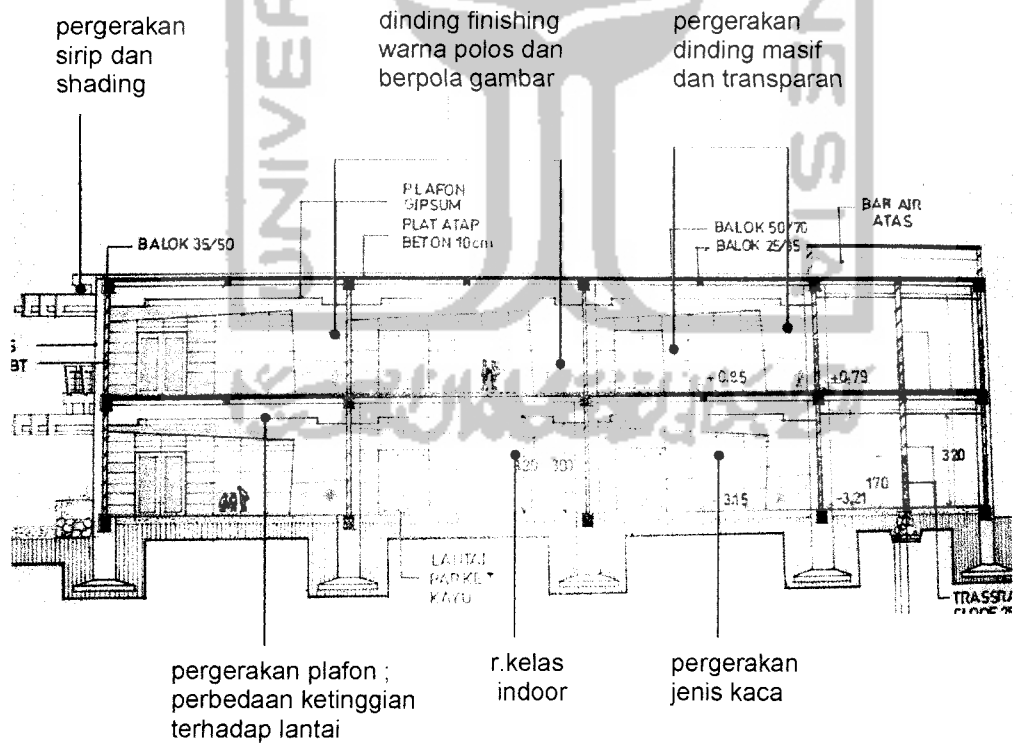 pergerakan
sirip dan
shading
dinding finishing
warna polos dan
berpola gambar
pergerakan
dinding masif
dan transparan
UNIVER
PLAFON
GIPSUM
PLAT ATAP
BETON 10cm
BALOK 35/50
BALOK 50/70
BALOK 25/35
BAK AIR
ATAS
BT
+0.85
±0.79
320
170
-3.21
3.15
LANTAI
PARKET
KAYU
pergerakan plafon ;
perbedaan ketinggian
terhadap lantai
r.kelas
indoor
pergerakan
jenis kaca